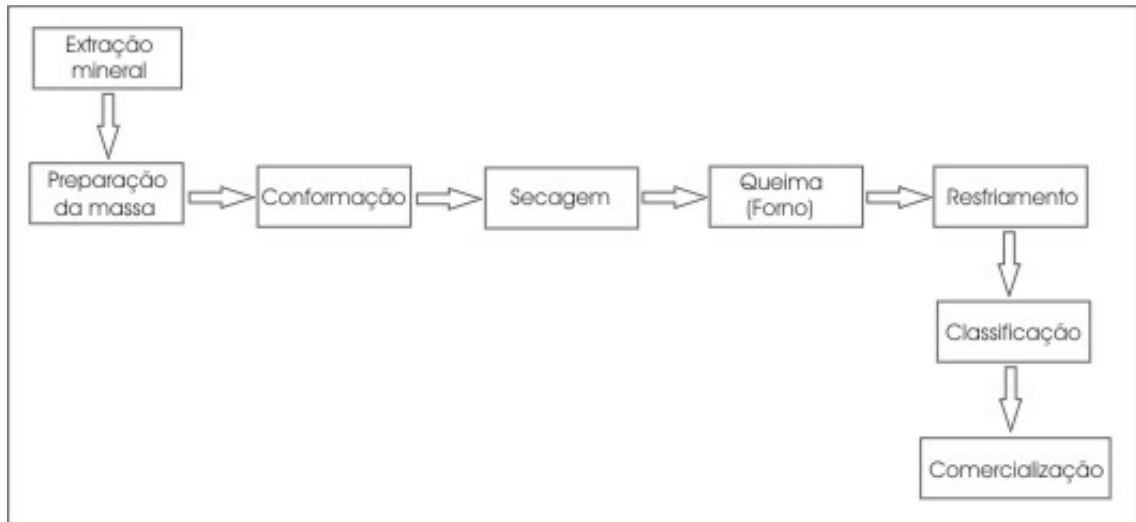 Extração
mineral
Preparação
da massa
Conformação
Secagem
Queima
(Forno)
Resfriamento
Classificação
Comercialização